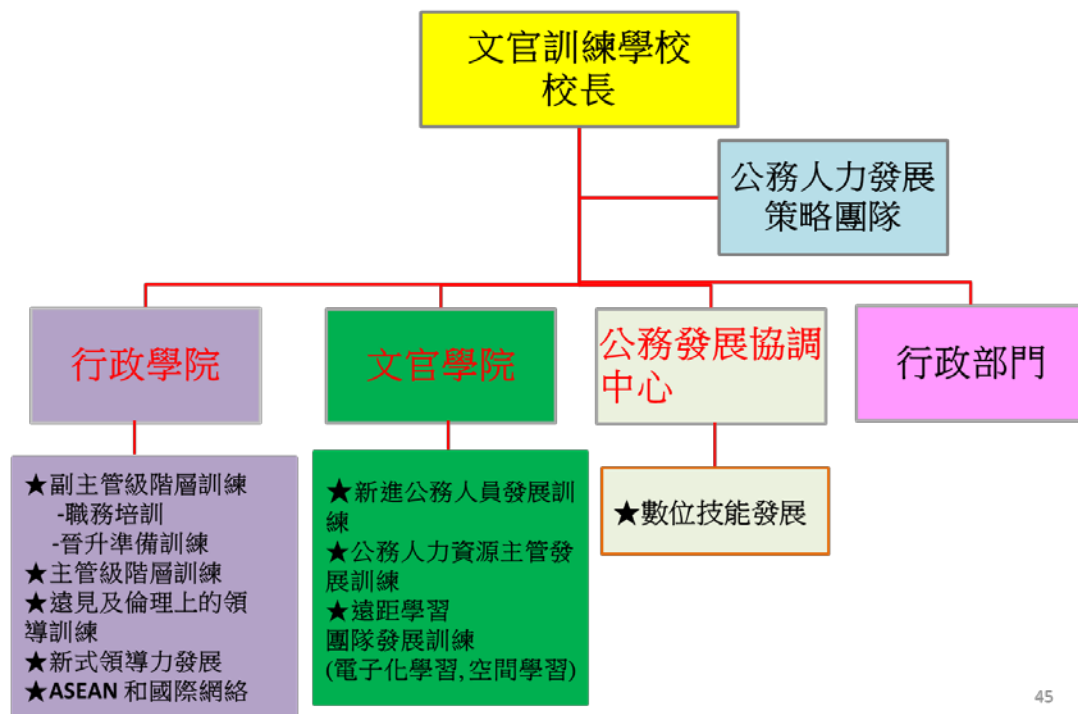 文官訓練學校
校長
公務人力發展
策略團隊
行政學院
文官學院
公務發展協調
中心
行政部門
★副主管級階層訓練
-職務培訓
-晉升準備訓練
★主管級階層訓練
★遠見及倫理上的領
導訓練
★新式領導力發展
★ASEAN 和國際網絡
★新進公務人員發展訓
練
★公務人力資源主管發
展訓練
★遠距學習
團隊發展訓練
(電子化學習, 空間學習)
★數位技能發展
45